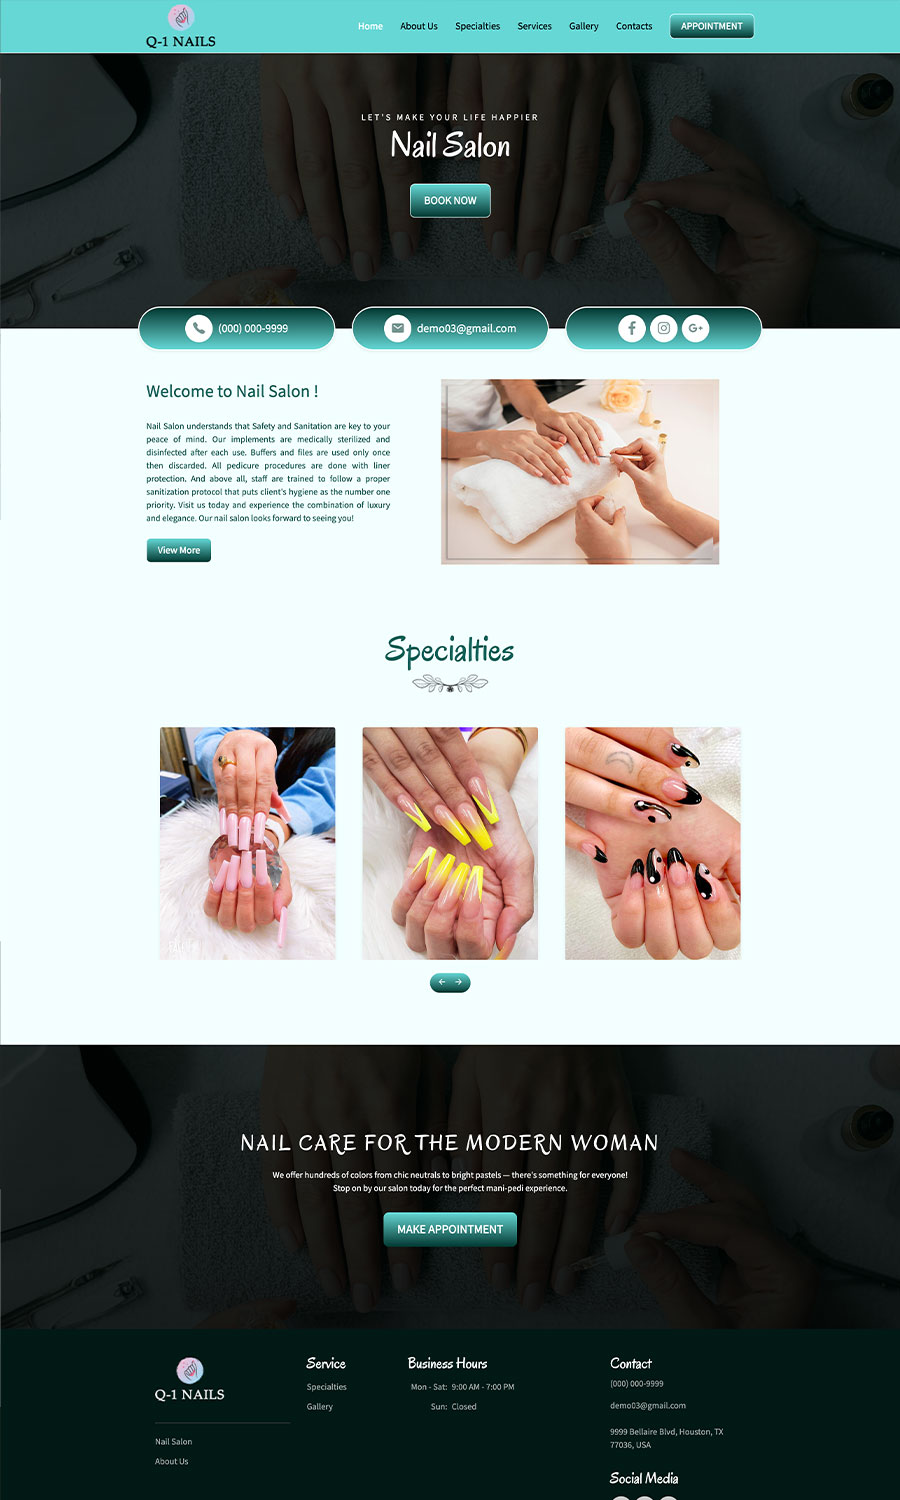 Q-1 NAILS
Home About Us Specialties Services Gallery Contacts APPOINTMENT
LET'S MAKE YOUR LIFE HAPPIER
Nail Salon
BOOK NOW
(000) 000-9999 demo03@gmail.com
Welcome to Nail Salon !
Nail Salon understands that Safety and Sanitation are key to your
peace of mind. Our implements are medically sterilized and
disinfected after each use. Buffers and files are used only once
then discarded. All pedicure procedures are done with liner
protection. And above all, staff are trained to follow a proper
sanitization protocol that puts client's hygiene as the number one
priority. Visit us today and experience the combination of luxury
and elegance. Our nail salon looks forward to seeing you!
View More
Specialties
NAIL CARE FOR THE MODERN WOMAN
We offer hundreds of colors from chic neutrals to bright pastels — there's something for everyone!
Stop on by our salon today for the perfect mani-pedi experience.
MAKE APPOINTMENT
Q-1 NAILS
Nail Salon
About Us
Service
Specialties
Gallery
Business Hours
Mon - Sat: 9:00 AM - 7:00 PM
Sun: Closed
Contact
(000) 000-9999
demo03@gmail.com
9999 Bellaire Blvd, Houston, TX
77036, USA
Social Media